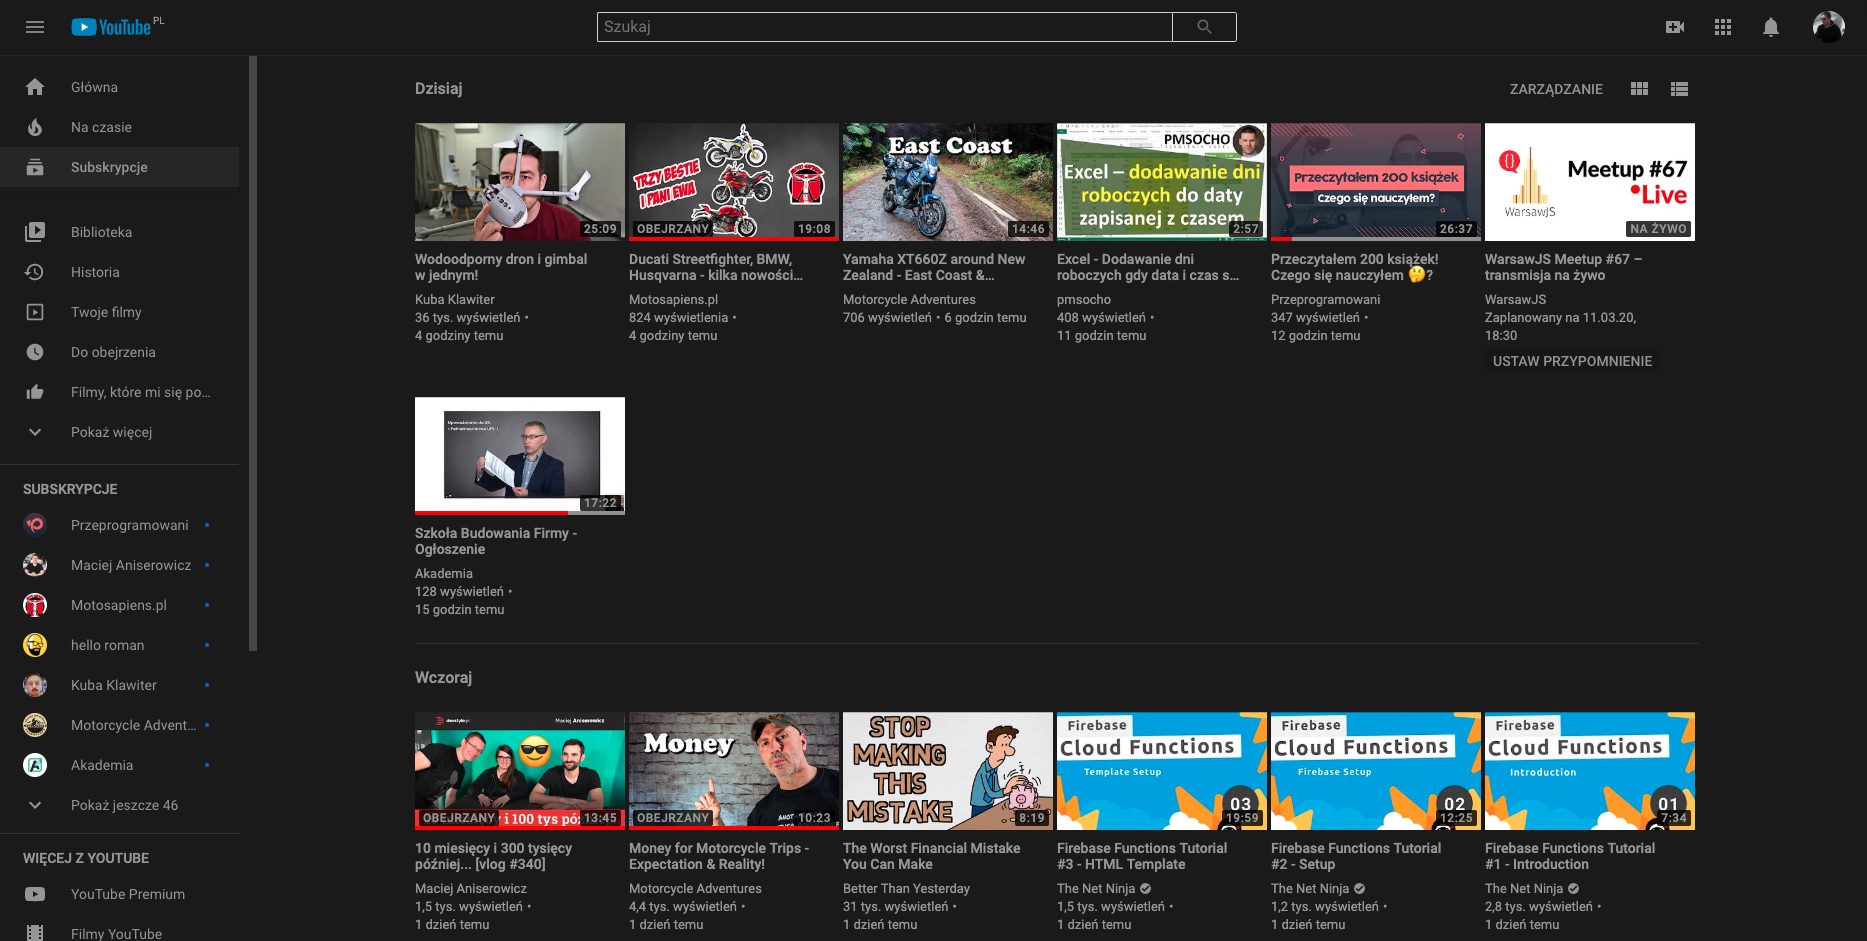 YouTube PL
Szukaj
Główna
Na czasie
Subskrypcje
Biblioteka
Historia
Twoje filmy
Do obejrzenia
Filmy, które mi się po...
Pokaż więcej
SUBSKRYPCJE
Przeprogramowani
Maciej Aniserowicz
Motosapiens.pl
hello roman
Kuba Klawiter
Motorcycle Advent...
Akademia
Pokaż jeszcze 46
WIĘCEJ Z YOUTUBE
YouTube Premium
Filmy YouTube
Dzisiaj
ZARZĄDZANIE
25:09
Wodoodporny dron i gimbal
w jednym!
Kuba Klawiter
36 tys. wyświetleń •
4 godziny temu
TRZY BESTIE
I PANI EWA
OBEJRZANY
19:08
Ducati Streetfighter, BMW,
Husqvarna - kilka nowości...
Motosapiens.pl
824 wyświetlenia •
4 godziny temu
East Coast
14:46
Yamaha XT660Z around New
Zealand - East Coast &...
Motorcycle Adventures
706 wyświetleń • 6 godzin temu
PMSOCHO
Excel – dodawanie dni
roboczych do daty
zapisanej z czasem
2:57
Excel - Dodawanie dni
roboczych gdy data i czas s...
pmsocho
408 wyświetleń •
11 godzin temu
Przeczytałem 200 książek
Czego się nauczyłem?
26:37
Przeczytałem 200 książek!
Czego się nauczyłem 🤔?
Przeprogramowani
347 wyświetleń •
12 godzin temu
Meetup #67
•Live
WarsawJS
NA ŻYWO
WarsawJS Meetup #67 –
transmisja na żywo
WarsawJS
Zaplanowany na 11.03.20,
18:30
USTAW PRZYPOMNIENIE
17:22
Szkoła Budowania Firmy -
Ogłoszenie
Akademia
128 wyświetleń •
15 godzin temu
Wczoraj
devstyle.pl
Maciej Aniserowicz
OBEJRZANY
i 100 tys
13:45
10 miesięcy i 300 tysięcy
później... [vlog #340]
Maciej Aniserowicz
1,5 tys. wyświetleń •
1 dzień temu
Money
OBEJRZANY
10:23
Money for Motorcycle Trips -
Expectation & Reality!
Motorcycle Adventures
4,4 tys. wyświetleń •
1 dzień temu
STOP
MAKING
THIS
MISTAKE
8:19
The Worst Financial Mistake
You Can Make
Better Than Yesterday
31 tys. wyświetleń •
1 dzień temu
Firebase
Cloud Functions
Template Setup
03
19:59
Firebase Functions Tutorial
#3 - HTML Template
The Net Ninja
1,5 tys. wyświetleń •
1 dzień temu
Firebase
Cloud Functions
Firebase Setup
02
12:25
Firebase Functions Tutorial
#2 - Setup
The Net Ninja
1,2 tys. wyświetleń •
1 dzień temu
Firebase
Cloud Functions
Introduction
01
7:34
Firebase Functions Tutorial
#1 - Introduction
The Net Ninja
2,8 tys. wyświetleń •
1 dzień temu